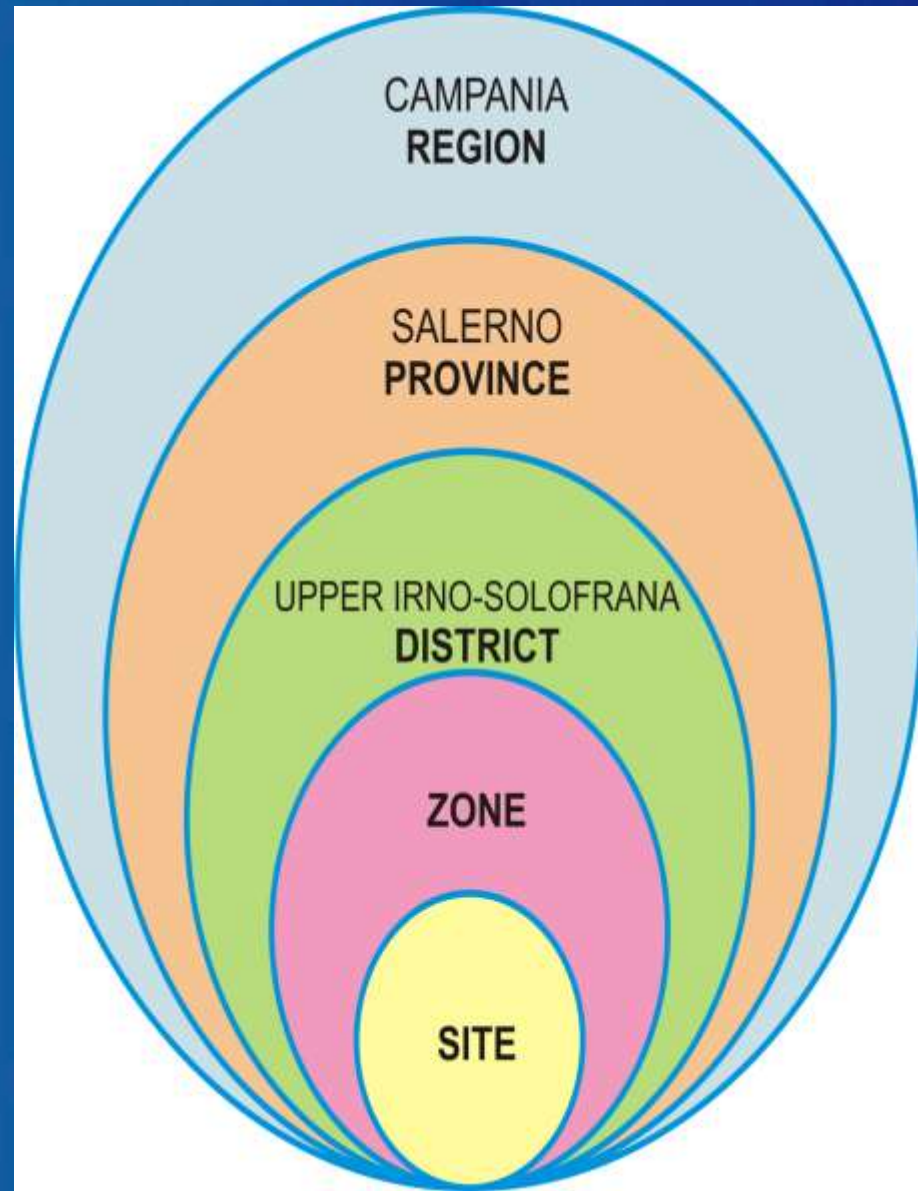 CAMPANIA
REGION
SALERNO
PROVINCE
UPPER IRNO-SOLOFRANA
DISTRICT
ZONE
SITE